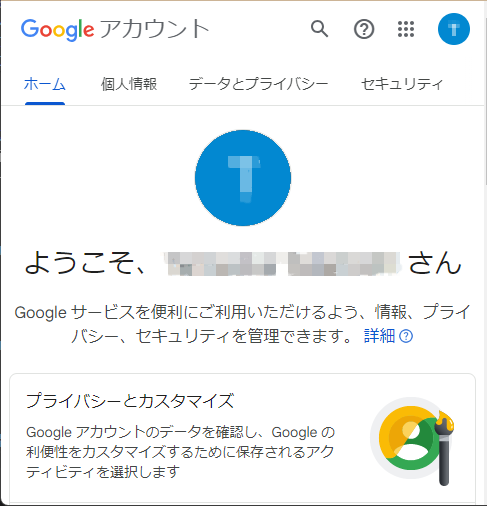 Google アカウント
T
ホーム 個人情報 データとプライバシー セキュリティ
T
ようこそ、 さん
Google サービスを便利にご利用いただけるよう、情報、プライ
バシー、セキュリティを管理できます。 詳細
プライバシーとカスタマイズ
Google アカウントのデータを確認し、Google の
利便性をカスタマイズするために保存されるアク
ティビティを選択します